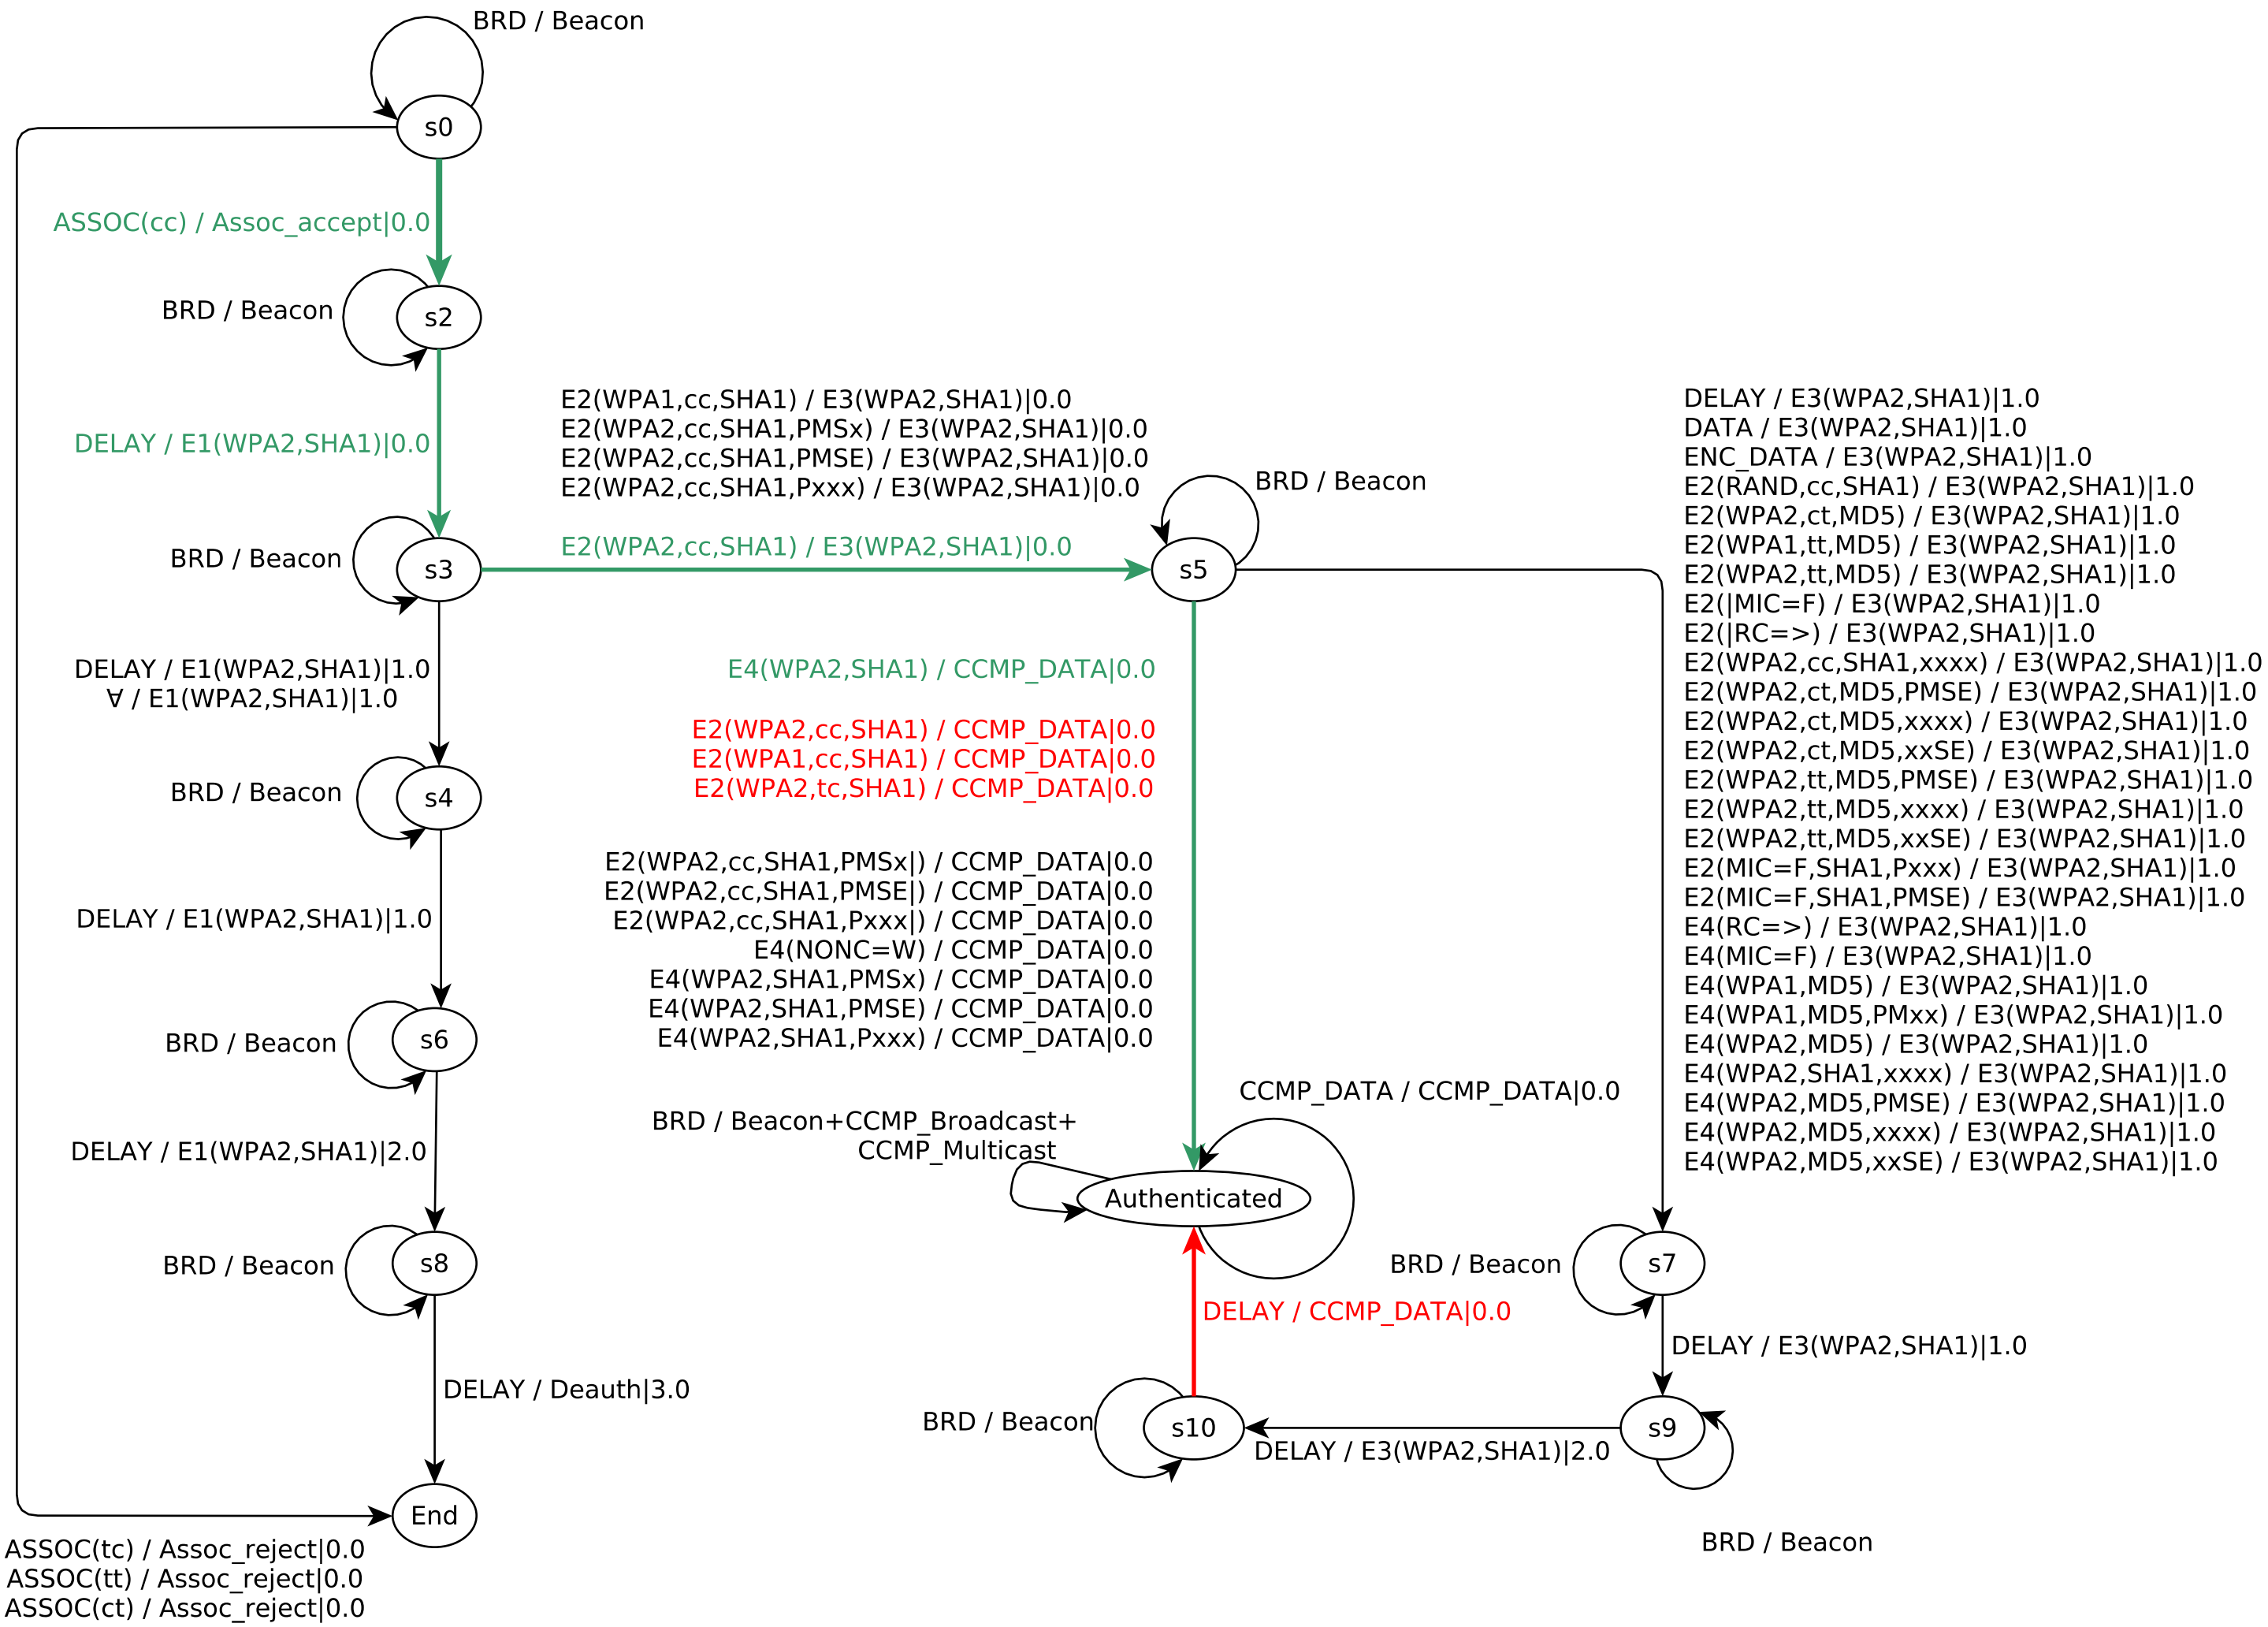 BRD / Beacon
s0
ASSOC(cc) / Assoc_accept|0.0
BRD / Beacon
s2
DELAY / E1(WPA2,SHA1)|0.0
BRD / Beacon
s3
E2(WPA1,cc,SHA1) / E3(WPA2,SHA1)|0.0
E2(WPA2,cc,SHA1,PMSx) / E3(WPA2,SHA1)|0.0
E2(WPA2,cc,SHA1,PMSE) / E3(WPA2,SHA1)|0.0
E2(WPA2,cc,SHA1,Pxxx) / E3(WPA2,SHA1)|0.0
E2(WPA2,cc,SHA1) / E3(WPA2,SHA1)|0.0
BRD / Beacon
s5
DELAY / E1(WPA2,SHA1)|1.0
∀ / E1(WPA2,SHA1)|1.0
BRD / Beacon
s4
DELAY / E1(WPA2,SHA1)|1.0
BRD / Beacon
s6
DELAY / E1(WPA2,SHA1)|2.0
BRD / Beacon
s8
DELAY / Deauth|3.0
End
ASSOC(tc) / Assoc_reject|0.0
ASSOC(tt) / Assoc_reject|0.0
ASSOC(ct) / Assoc_reject|0.0
E4(WPA2,SHA1) / CCMP_DATA|0.0
E2(WPA2,cc,SHA1) / CCMP_DATA|0.0
E2(WPA1,cc,SHA1) / CCMP_DATA|0.0
E2(WPA2,tc,SHA1) / CCMP_DATA|0.0
E2(WPA2,cc,SHA1,PMSx|) / CCMP_DATA|0.0
E2(WPA2,cc,SHA1,PMSE|) / CCMP_DATA|0.0
E2(WPA2,cc,SHA1,Pxxx|) / CCMP_DATA|0.0
E4(NONC=W) / CCMP_DATA|0.0
E4(WPA2,SHA1,PMSx) / CCMP_DATA|0.0
E4(WPA2,SHA1,PMSE) / CCMP_DATA|0.0
E4(WPA2,SHA1,Pxxx) / CCMP_DATA|0.0
CCMP_DATA / CCMP_DATA|0.0
BRD / Beacon+CCMP_Broadcast+
CCMP_Multicast
Authenticated
DELAY / CCMP_DATA|0.0
BRD / Beacon
s10
DELAY / E3(WPA2,SHA1)|2.0
DELAY / E3(WPA2,SHA1)|1.0
DATA / E3(WPA2,SHA1)|1.0
ENC_DATA / E3(WPA2,SHA1)|1.0
E2(RAND,cc,SHA1) / E3(WPA2,SHA1)|1.0
E2(WPA2,ct,MD5) / E3(WPA2,SHA1)|1.0
E2(WPA1,tt,MD5) / E3(WPA2,SHA1)|1.0
E2(WPA2,tt,MD5) / E3(WPA2,SHA1)|1.0
E2(|MIC=F) / E3(WPA2,SHA1)|1.0
E2(|RC=>) / E3(WPA2,SHA1)|1.0
E2(WPA2,cc,SHA1,xxxx) / E3(WPA2,SHA1)|1.0
E2(WPA2,ct,MD5,PMSE) / E3(WPA2,SHA1)|1.0
E2(WPA2,ct,MD5,xxxx) / E3(WPA2,SHA1)|1.0
E2(WPA2,ct,MD5,xxSE) / E3(WPA2,SHA1)|1.0
E2(WPA2,tt,MD5,PMSE) / E3(WPA2,SHA1)|1.0
E2(WPA2,tt,MD5,xxxx) / E3(WPA2,SHA1)|1.0
E2(WPA2,tt,MD5,xxSE) / E3(WPA2,SHA1)|1.0
E2(MIC=F,SHA1,Pxxx) / E3(WPA2,SHA1)|1.0
E2(MIC=F,SHA1,PMSE) / E3(WPA2,SHA1)|1.0
E4(RC=>) / E3(WPA2,SHA1)|1.0
E4(MIC=F) / E3(WPA2,SHA1)|1.0
E4(WPA1,MD5) / E3(WPA2,SHA1)|1.0
E4(WPA1,MD5,PMxx) / E3(WPA2,SHA1)|1.0
E4(WPA2,MD5) / E3(WPA2,SHA1)|1.0
E4(WPA2,SHA1,xxxx) / E3(WPA2,SHA1)|1.0
E4(WPA2,MD5,PMSE) / E3(WPA2,SHA1)|1.0
E4(WPA2,MD5,xxxx) / E3(WPA2,SHA1)|1.0
E4(WPA2,MD5,xxSE) / E3(WPA2,SHA1)|1.0
BRD / Beacon
s7
DELAY / E3(WPA2,SHA1)|1.0
s9
BRD / Beacon